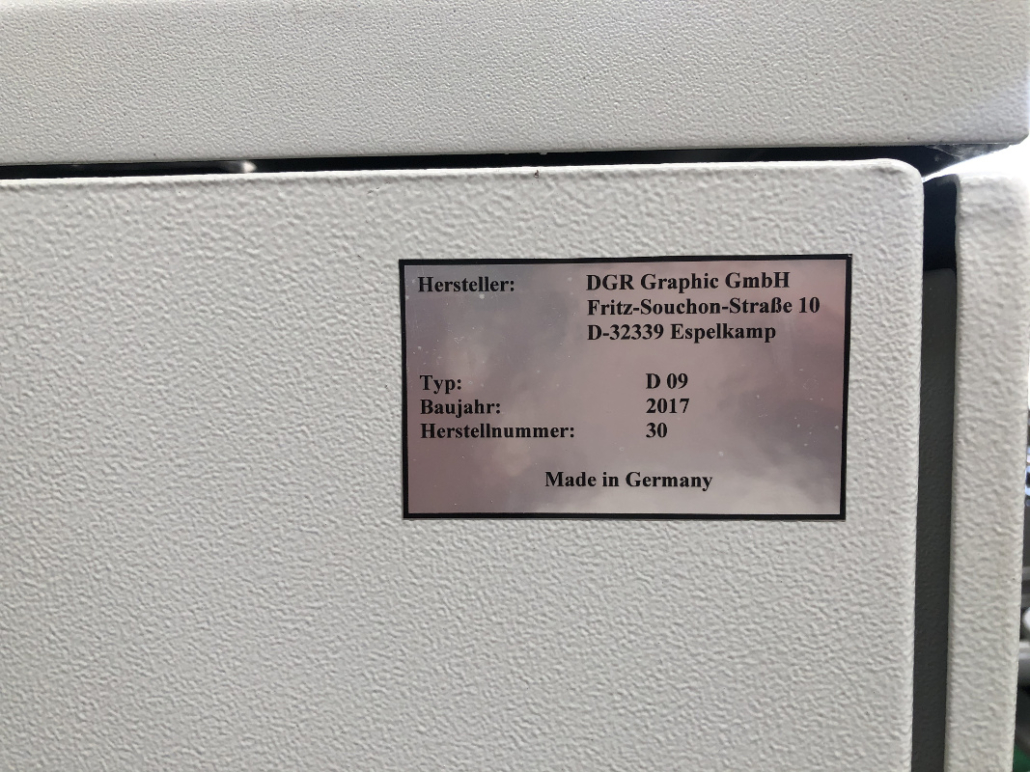 Hersteller: DGR Graphic GmbH
Fritz-Souchon-Straße 10
D-32339 Espelkamp
Typ: D 09
Baujahr: 2017
Herstellnummer: 30
Made in Germany